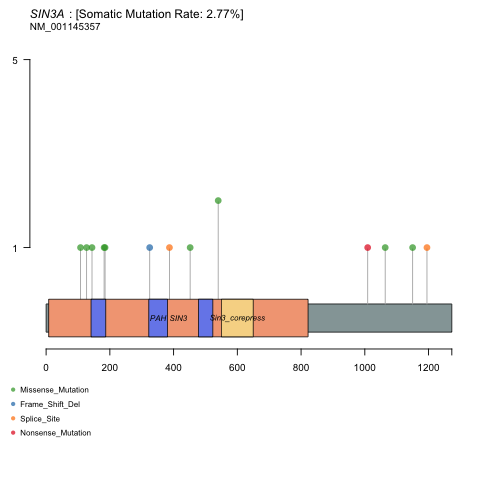 SIN3A : [Somatic Mutation Rate: 2.77%]
NM_001145357
5
1
PAH SIN3 Sin3_corepress
0 200 400 600 800 1000 1200
Missense_Mutation
Frame_Shift_Del
Splice_Site
Nonsense_Mutation